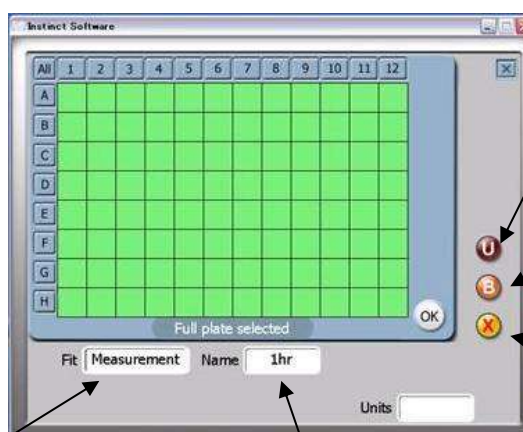 Instinct Software
All 1 2 3 4 5 6 7 8 9 10 11 12
A
B
C
D
E
F
G
H
U
B
X
OK
Full plate selected
Fit Measurement Name 1hr
Units